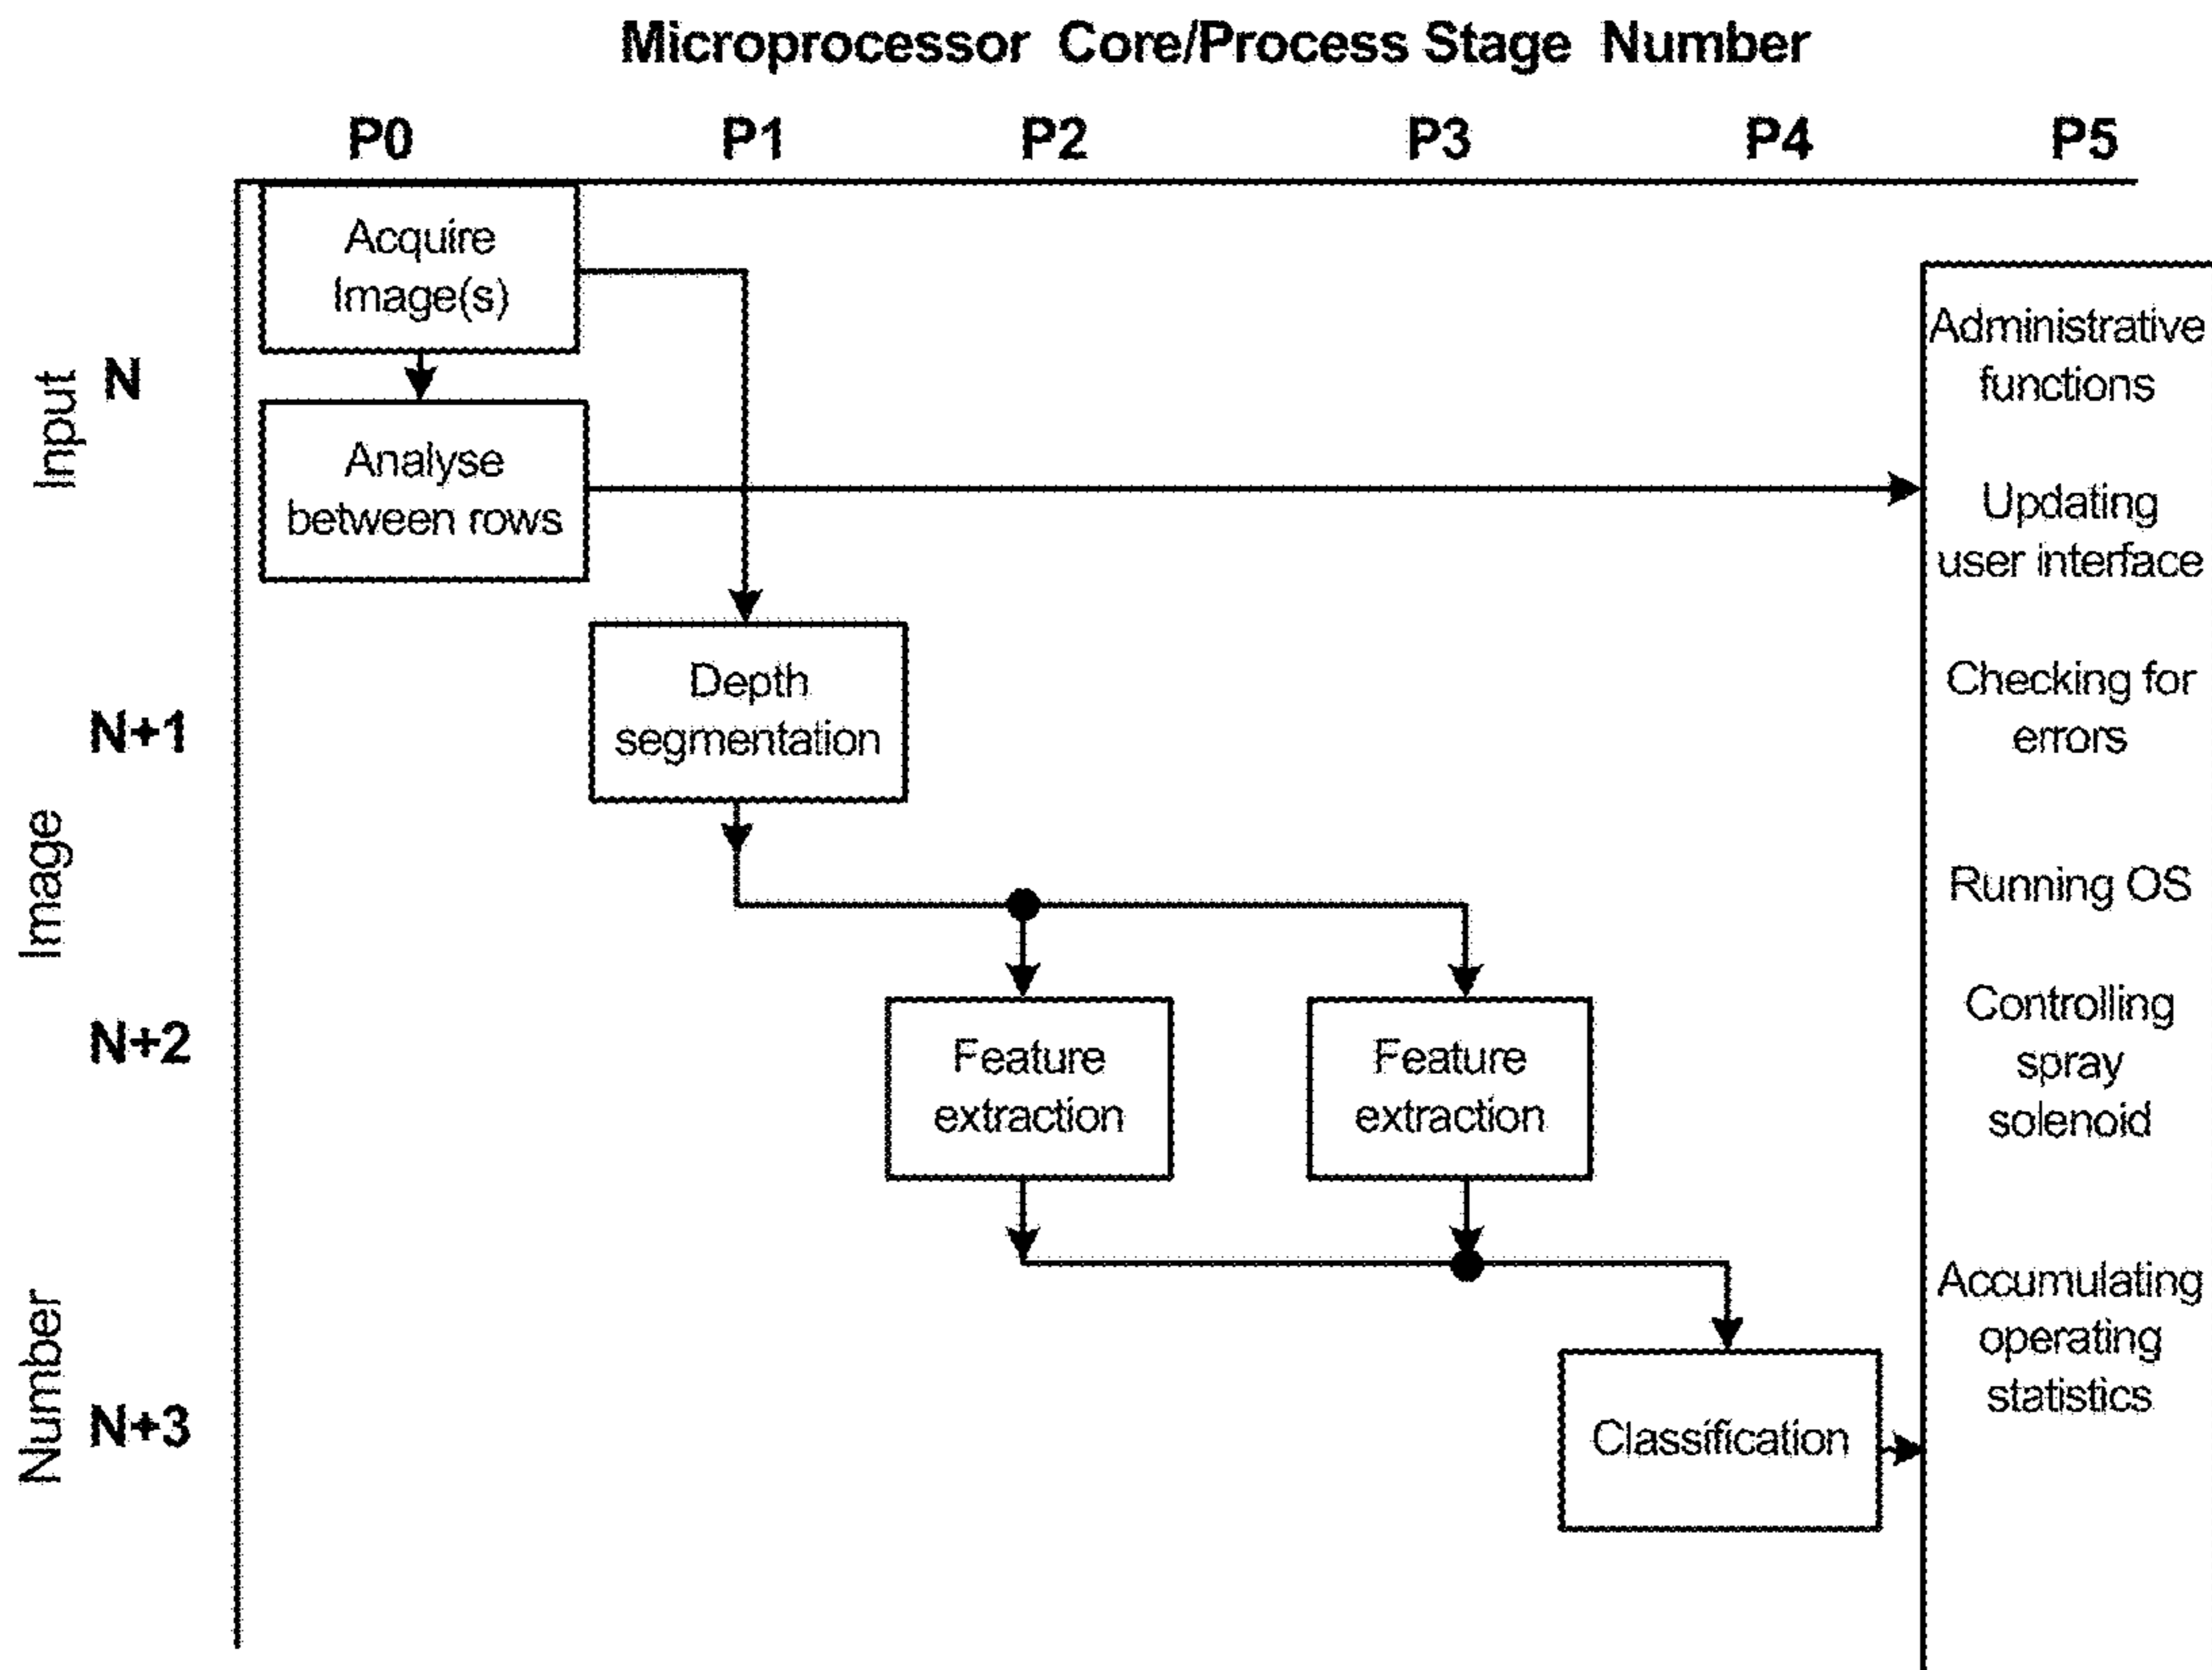 Microprocessor Core/Process Stage Number
P0 P1 P2 P3 P4 P5
Input
N
Acquire
Image(s)
Analyse
between rows
Image
N+1
Depth
segmentation
N+2
Feature
extraction
Feature
extraction
Number
N+3
Classification
Administrative
functions
Updating
user interface
Checking for
errors
Running OS
Controlling
spray
solenoid
Accumulating
operating
statistics